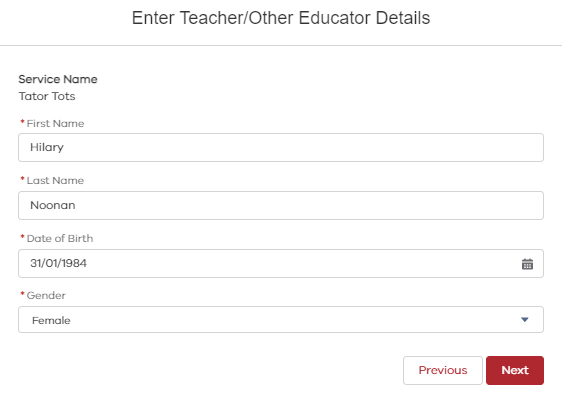 Enter Teacher/Other Educator Details
Service Name
Tator Tots
*First Name
Hilary
*Last Name
Noonan
*Date of Birth
31/01/1984
*Gender
Female
Previous Next